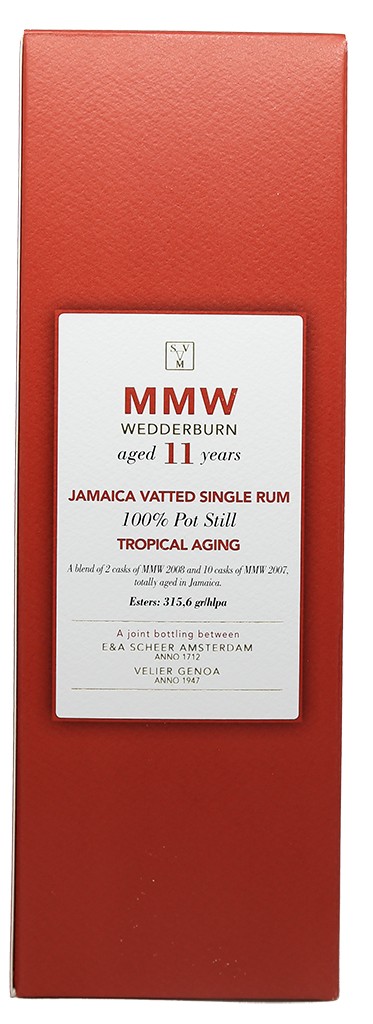 S V
M
MMW
WEDDERBURN
aged 11 years
JAMAICA VATTED SINGLE RUM
100% Pot Still
TROPICAL AGING
A blend of 2 casks of MMW 2008 and 10 casks of MMW 2007,
totally aged in Jamaica.
Esters: 315,6 gr/hlpa
A joint bottling between
E&A SCHEER AMSTERDAM
ANNO 1712
VELIER GENOA
ANNO 1947